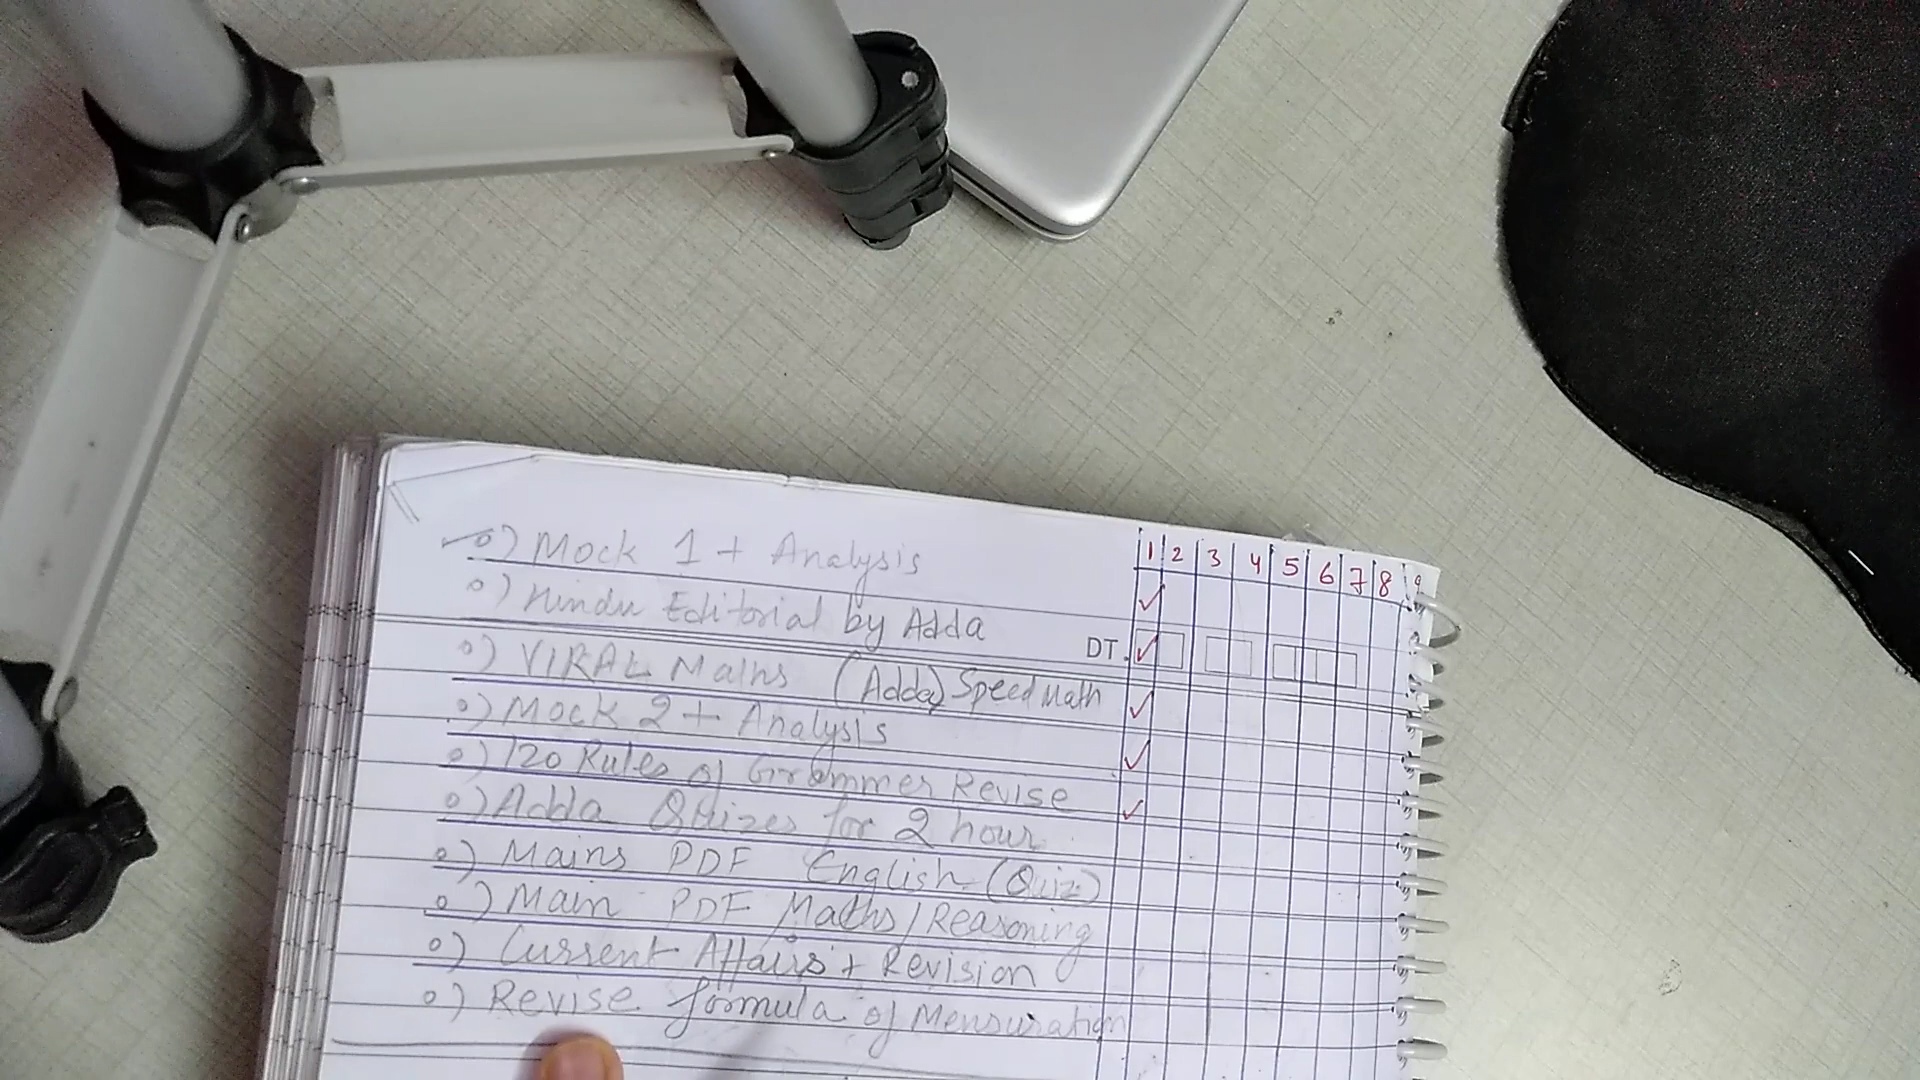 1 2 3 4 5 6 7 8 9
o) Mock 1 + Analysis
o) Hindu Editorial by Adda
DT.
o) VIRAL Maths (Adda) Speed Math
o) Mock 2 + Analysis
o) 120 Rules of Grammer Revise
o) Adda Quizes for 2 hour
o) Mains PDF English (Quiz)
o) Main PDF Maths/Reasoning
o) Current Affairs + Revision
o) Revise formula of Mensuration